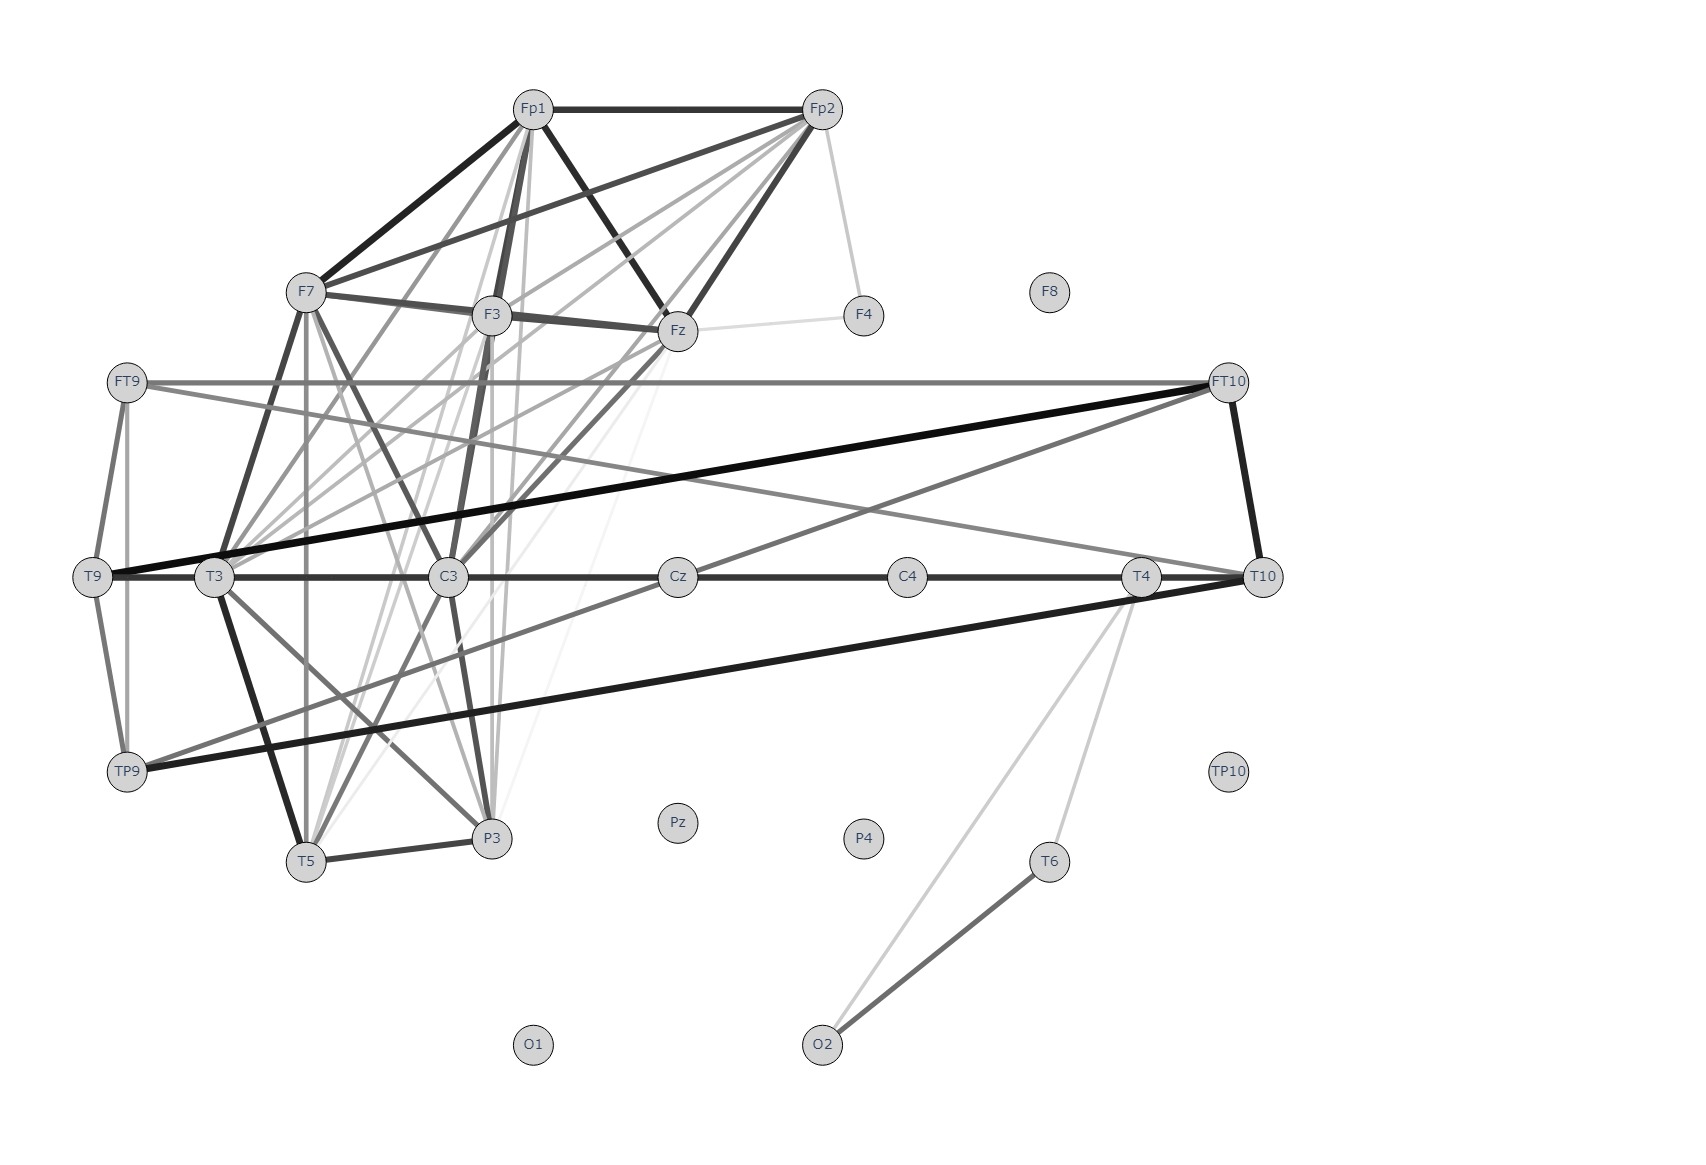 Fp1 Fp2
F7 F3 Fz F4 F8
FT9 FT10
T9 T3 C3 Cz C4 T4 T10
TP9 TP10
T5 P3 Pz P4 T6
O1 O2